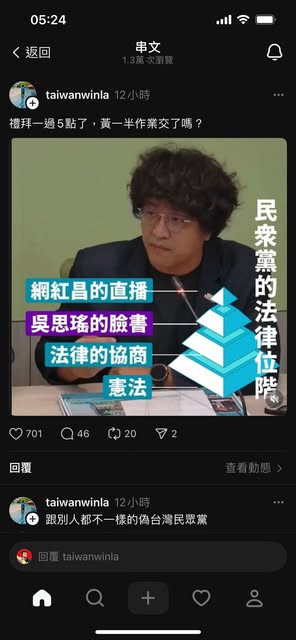 05:24
返回
串文
1.3萬 次瀏覽
taiwanwinla 12小時
禮拜一過5點了，黃一半作業交了嗎？
民眾黨的法律位階
網紅昌的直播
吳思瑤的臉書
法律的協商
憲法
701
46
20
2
回覆
查看動態
taiwanwinla 12小時
跟別人都不一樣的偽台灣民眾黨
回覆 taiwanwinla